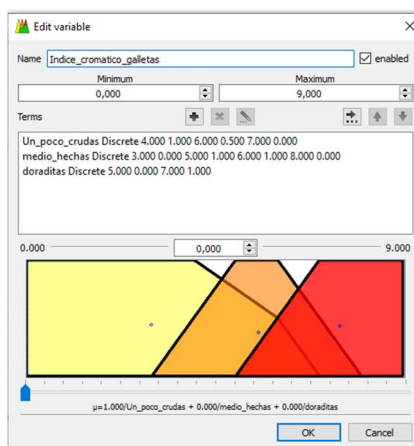 Edit variable
Name Indice_cromatico_galletas enabled
Minimum Maximum
0,000 9,000
Terms
Un_poco_crudas Discrete 4.000 1.000 6.000 0.500 7.000 0.000
medio_hechas Discrete 3.000 0.000 5.000 1.000 6.000 1.000 8.000 0.000
doraditas Discrete 5.000 0.000 7.000 1.000
0.000 0,000 9.000
μ=1.000/Un_poco_crudas + 0.000/medio_hechas + 0.000/doraditas
OK Cancel